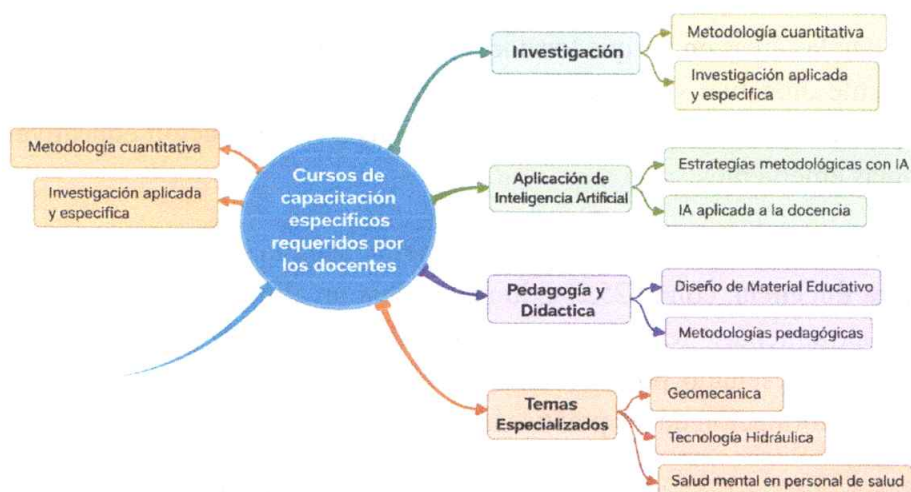 Metodología cuantitativa
Investigación aplicada
y especifica
Cursos de
capacitación
específicos
requeridos por
los docentes
Investigación
Metodología cuantitativa
Investigación aplicada
y especifica
Aplicación de
Inteligencia Artificial
Estrategías metodológicas con IA
IA aplicada a la docencia
Pedagogía y
Didactica
Diseño de Material Educativo
Metodologías pedagógicas
Temas
Especializados
Geomecanica
Tecnología Hidráulica
Salud mental en personal de salud